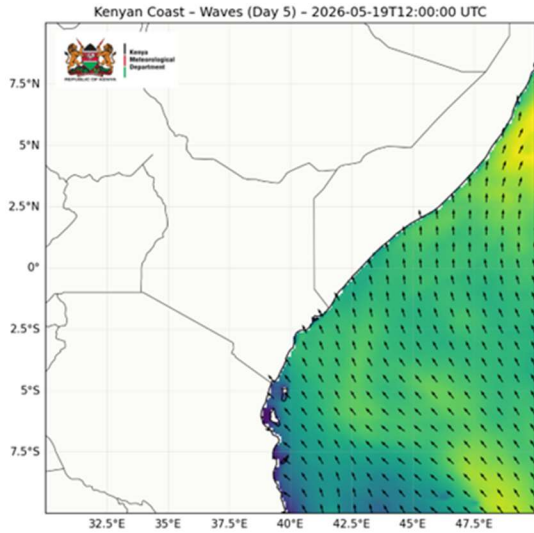 Kenyan Coast – Waves (Day 5) – 2026-05-19T12:00:00 UTC
Kenya
Meteorological
Department
REPUBLIC OF KENYA
7.5°N
5°N
2.5°N
0°
2.5°S
5°S
7.5°S
32.5°E 35°E 37.5°E 40°E 42.5°E 45°E 47.5°E